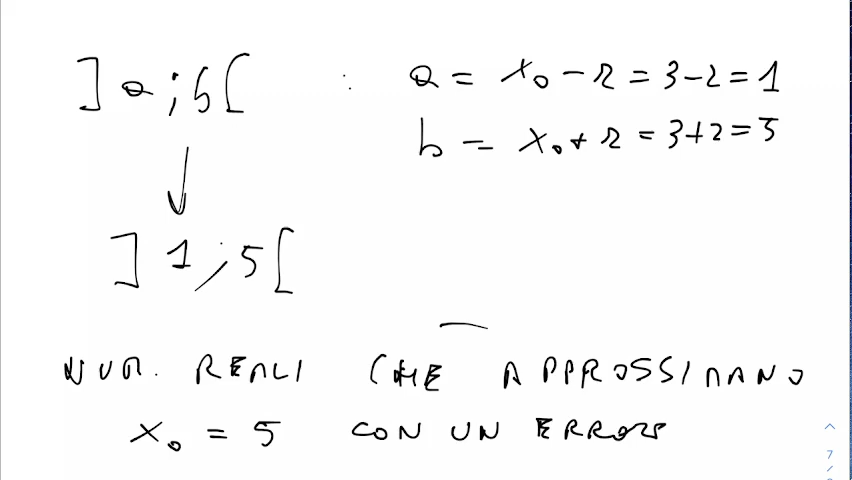 ]a;b[ : a = x₀ - r = 3-2 = 1
b = x₀ + r = 3+2 = 5
↓
]1;5[
NUM. REALI CHE APPROSSIMANO
x₀ = 5 CON UN ERRORE
7